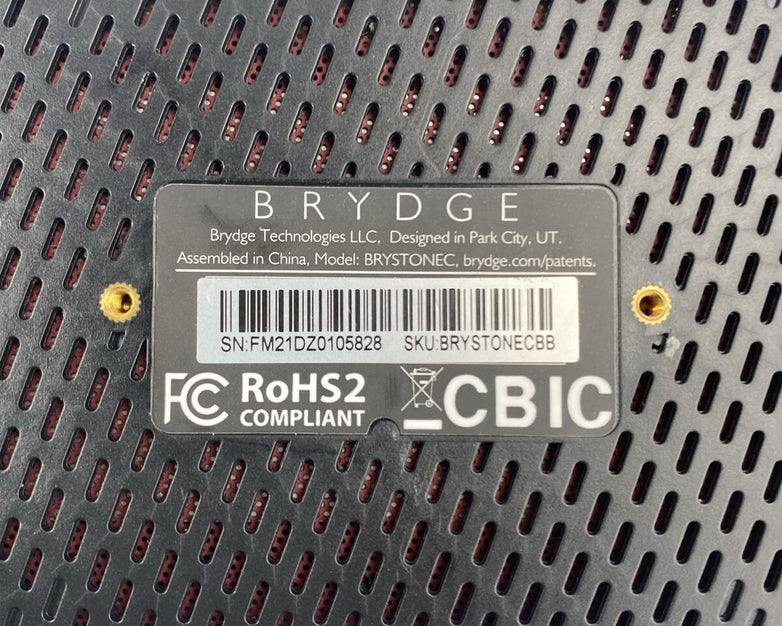 BRYDGE
Brydge Technologies LLC, Designed in Park City, UT.
Assembled in China, Model: BRYSTONEC, brydge.com/patents.
SN:FM21DZ0105828 SKU:BRYSTONECBB
FC RoHS2 CBIC
COMPLIANT